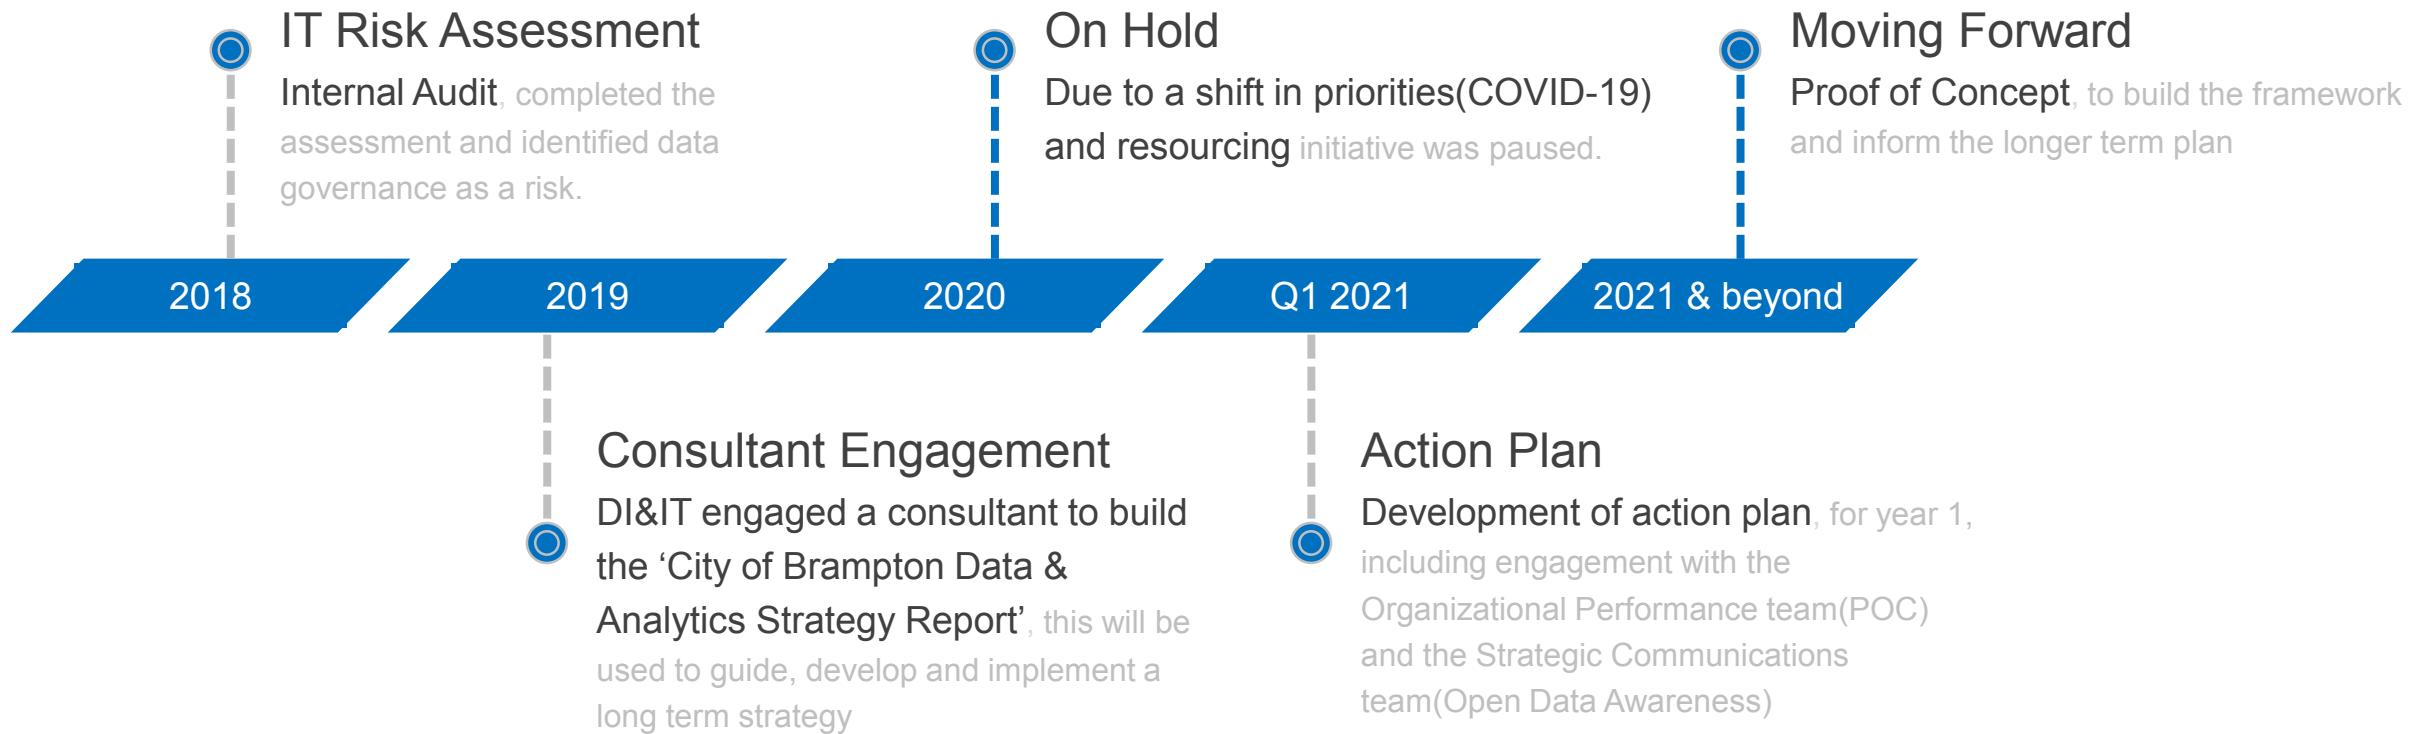 IT Risk Assessment
Internal Audit, completed the
assessment and identified data
governance as a risk.
On Hold
Due to a shift in priorities(COVID-19)
and resourcing initiative was paused.
Moving Forward
Proof of Concept, to build the framework
and inform the longer term plan
2018
2019
2020
Q1 2021
2021 & beyond
Consultant Engagement
DI&IT engaged a consultant to build
the ‘City of Brampton Data &
Analytics Strategy Report’, this will be
used to guide, develop and implement a
long term strategy
Action Plan
Development of action plan, for year 1,
including engagement with the
Organizational Performance team(POC)
and the Strategic Communications
team(Open Data Awareness)